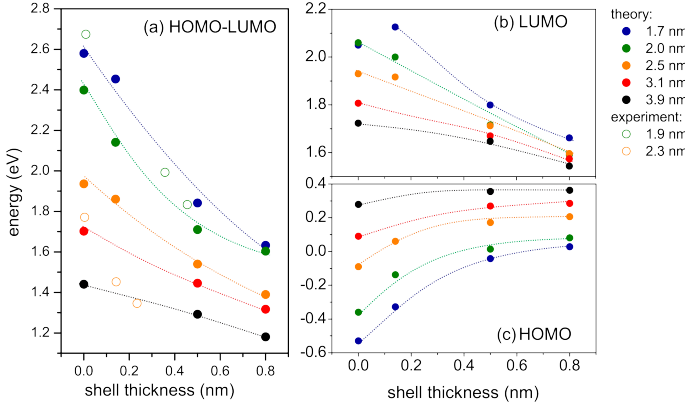 (a) HOMO-LUMO
energy (eV)
2.8
2.6
2.4
2.2
2.0
1.8
1.6
1.4
1.2
0.0 0.2 0.4 0.6 0.8
shell thickness (nm)
(b) LUMO
2.2
2.0
1.8
1.6
0.4
0.2
0.0
-0.2
-0.4
-0.6
(c) HOMO
0.0 0.2 0.4 0.6 0.8
shell thickness (nm)
theory:
1.7 nm
2.0 nm
2.5 nm
3.1 nm
3.9 nm
experiment:
1.9 nm
2.3 nm